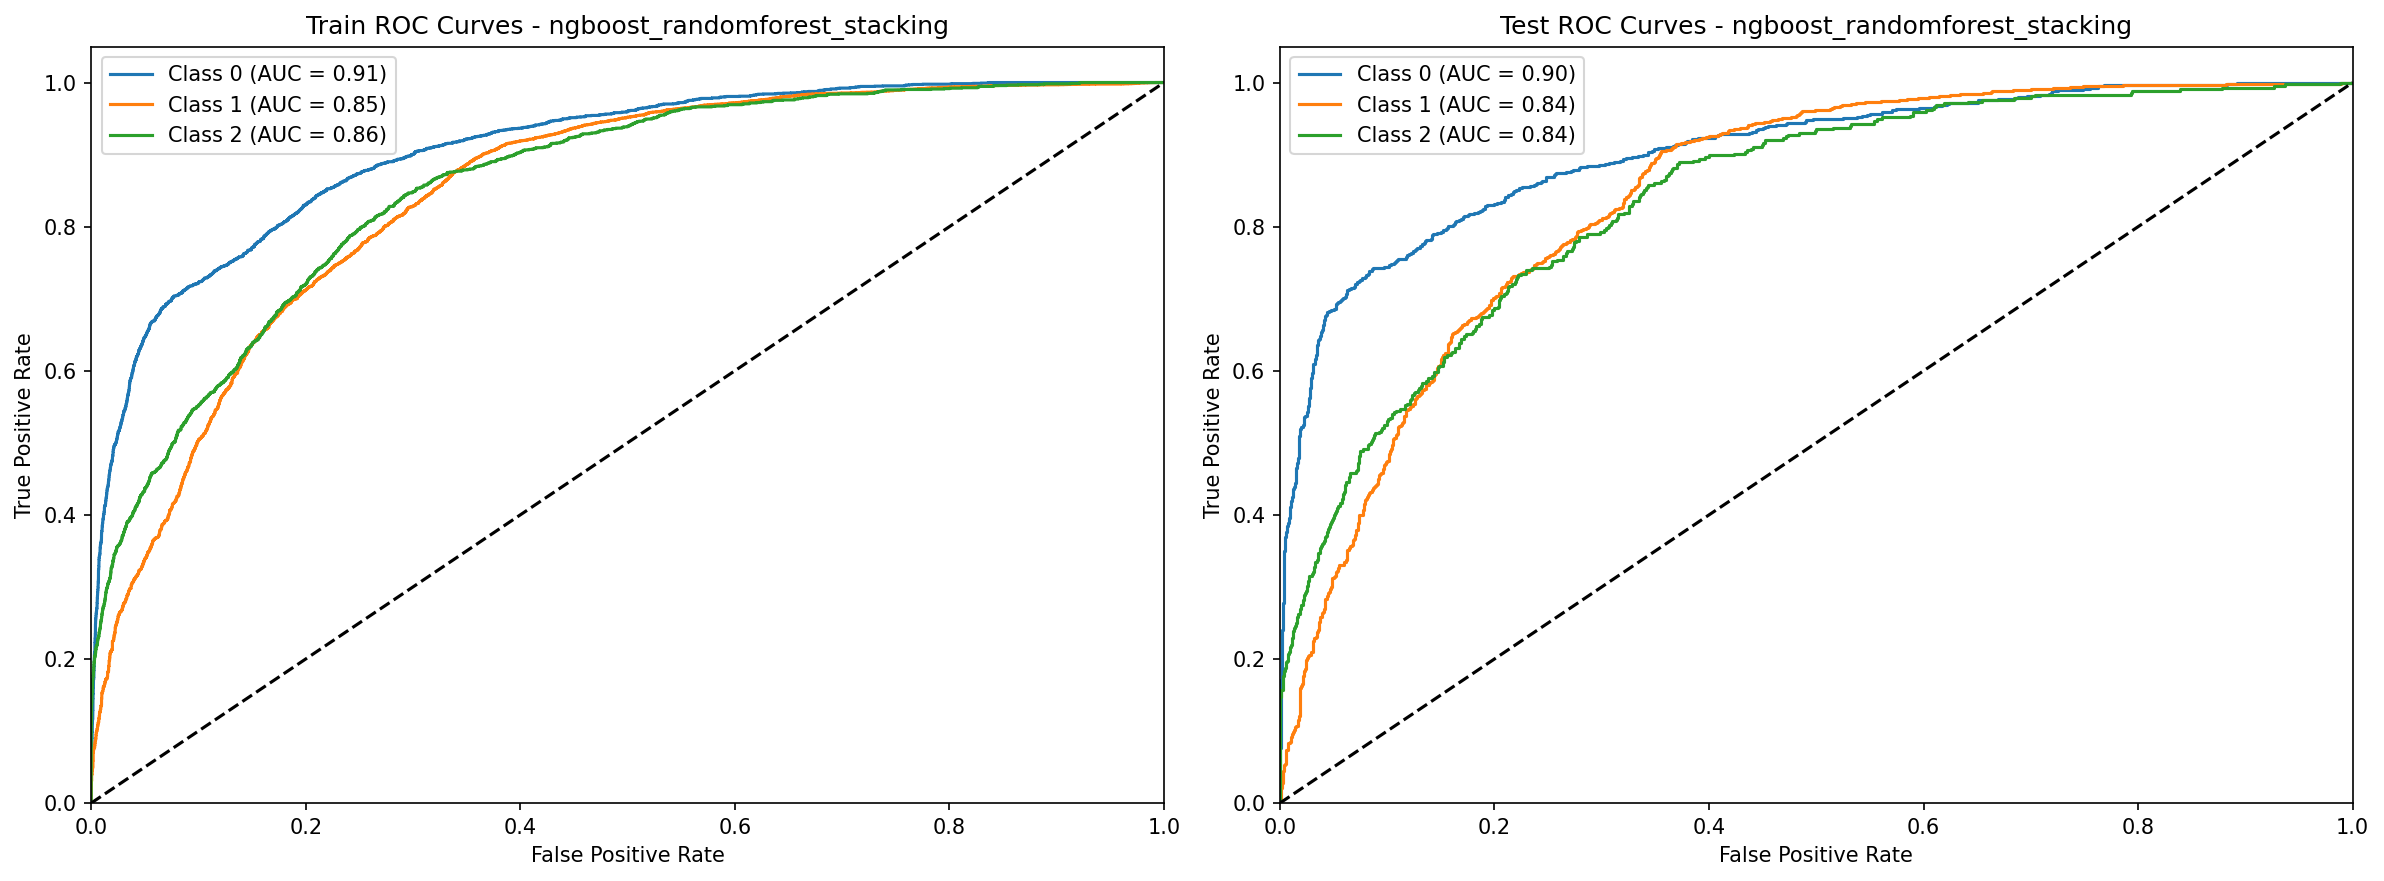 Train ROC Curves - ngboost_randomforest_stacking
Class 0 (AUC = 0.91)
Class 1 (AUC = 0.85)
Class 2 (AUC = 0.86)
True Positive Rate
1.0
0.8
0.6
0.4
0.2
0.0
0.0 0.2 0.4 0.6 0.8 1.0
False Positive Rate
Test ROC Curves - ngboost_randomforest_stacking
Class 0 (AUC = 0.90)
Class 1 (AUC = 0.84)
Class 2 (AUC = 0.84)
True Positive Rate
1.0
0.8
0.6
0.4
0.2
0.0
0.0 0.2 0.4 0.6 0.8 1.0
False Positive Rate